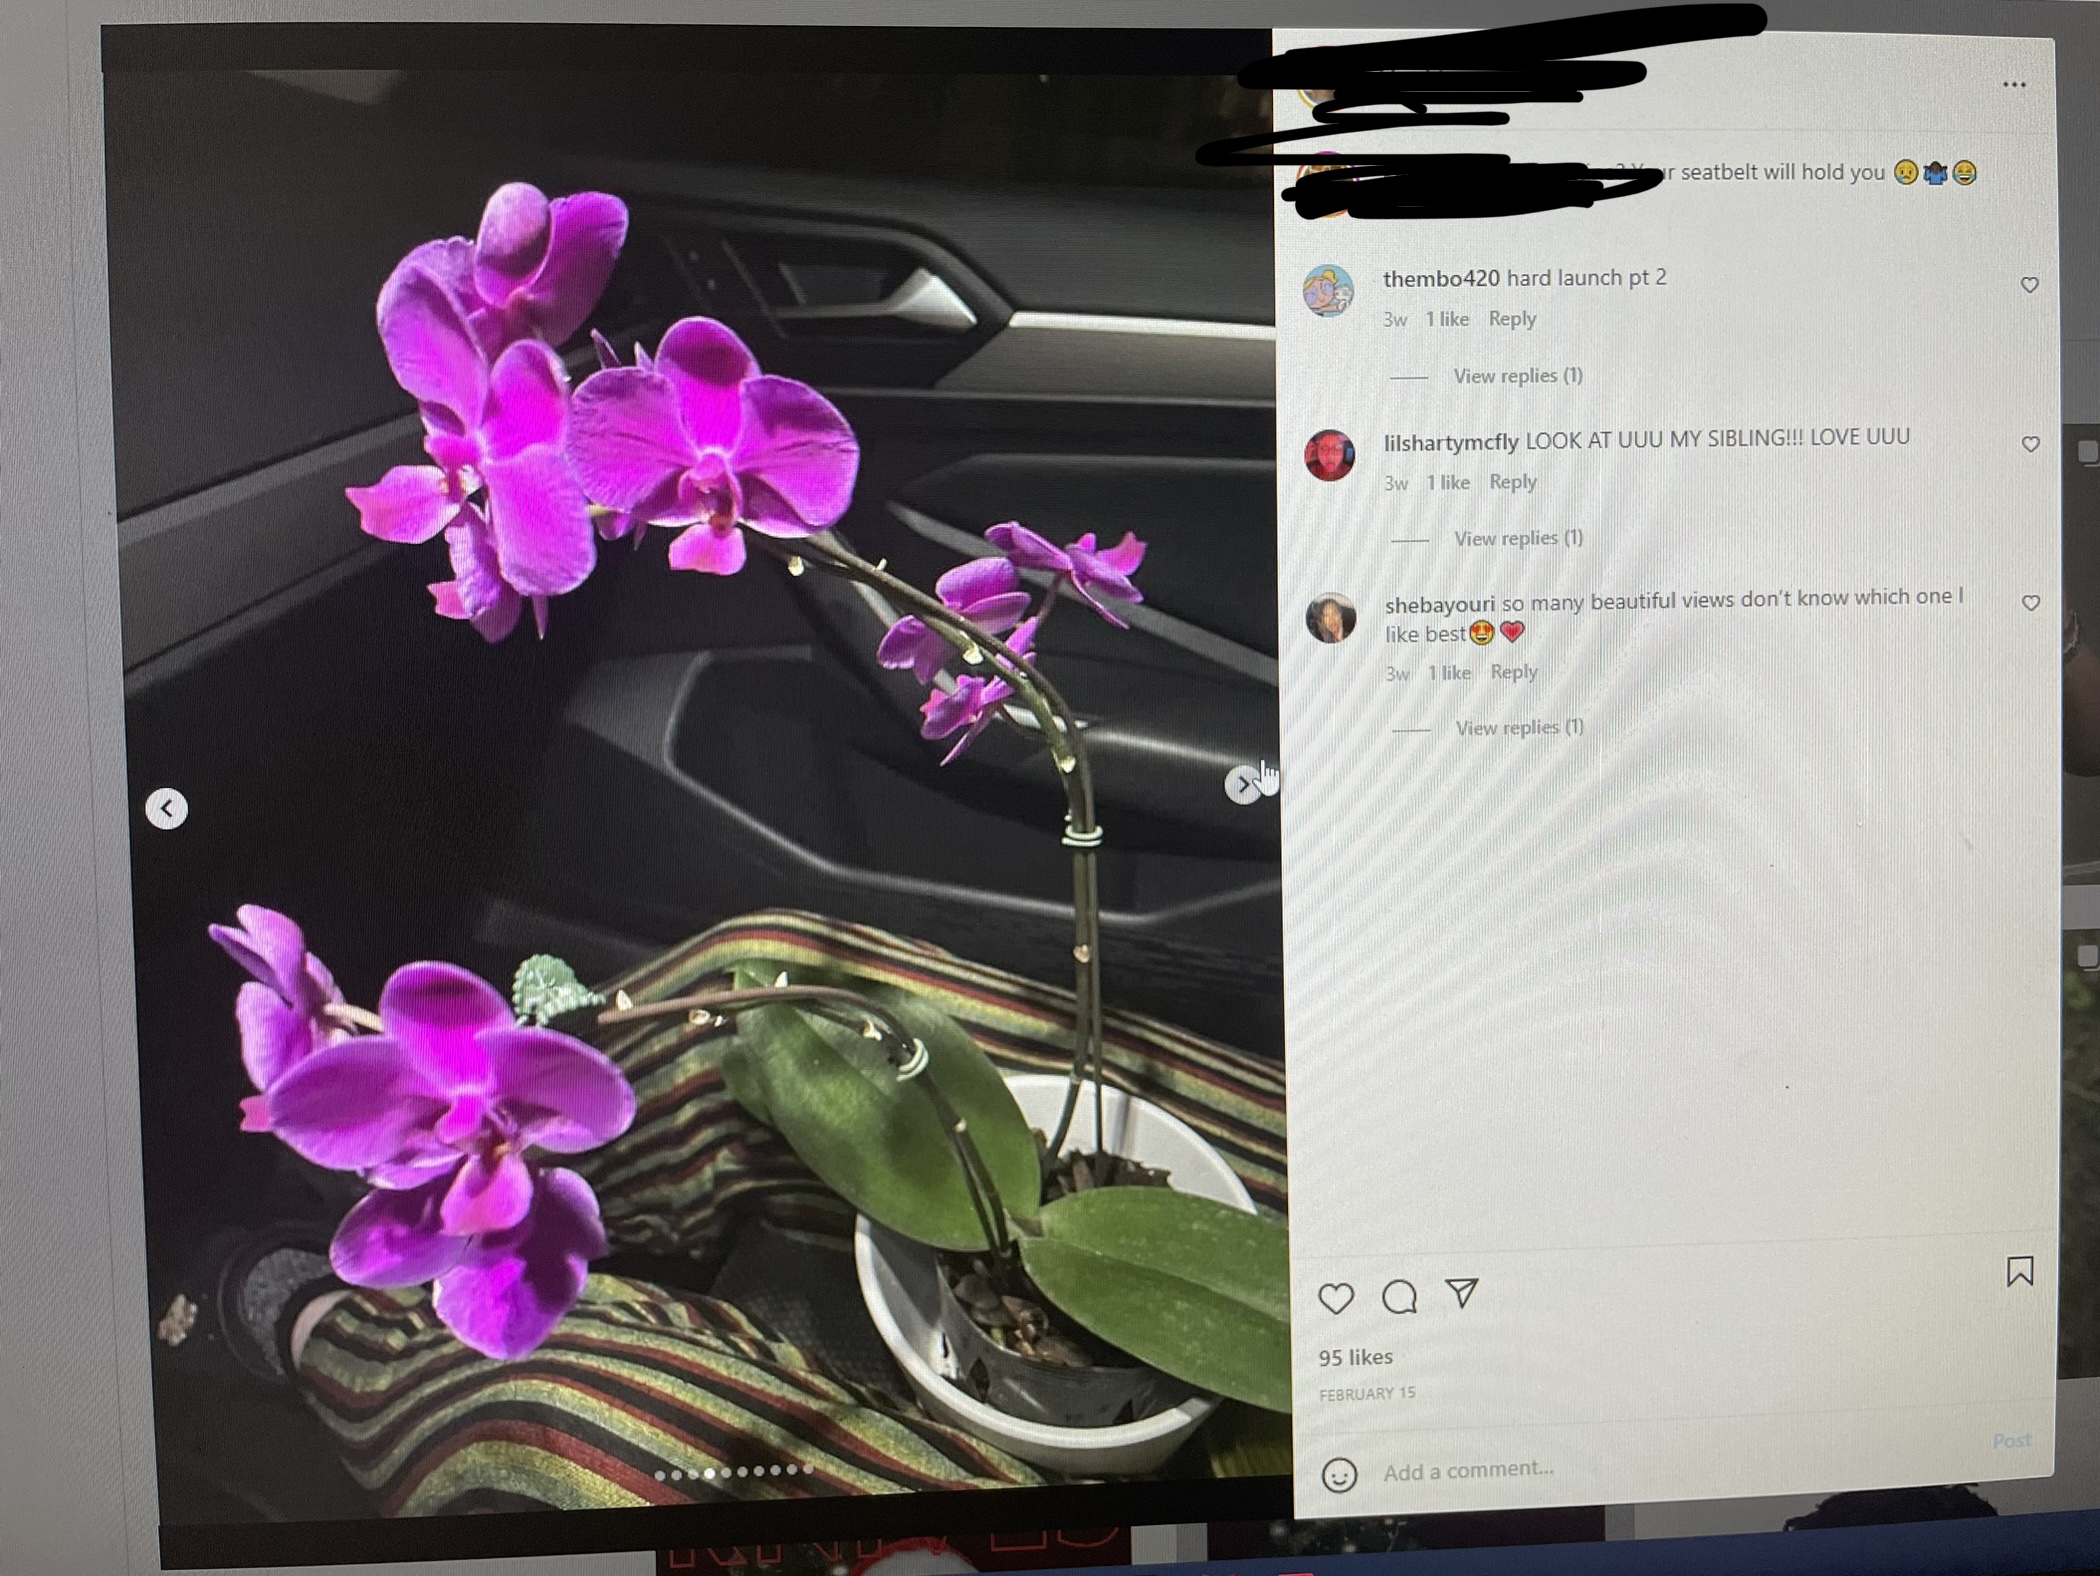 seatbelt will hold you 😢🤷🏿😂
thembo420 hard launch pt 2
3w 1 like Reply
View replies (1)
lilshartymcfly LOOK AT UUU MY SIBLING!!! LOVE UUU
3w 1 like Reply
View replies (1)
shebayouri so many beautiful views don't know which one I
like best😍❤️
3w 1 like Reply
View replies (1)
95 likes
FEBRUARY 15
Add a comment...
Post